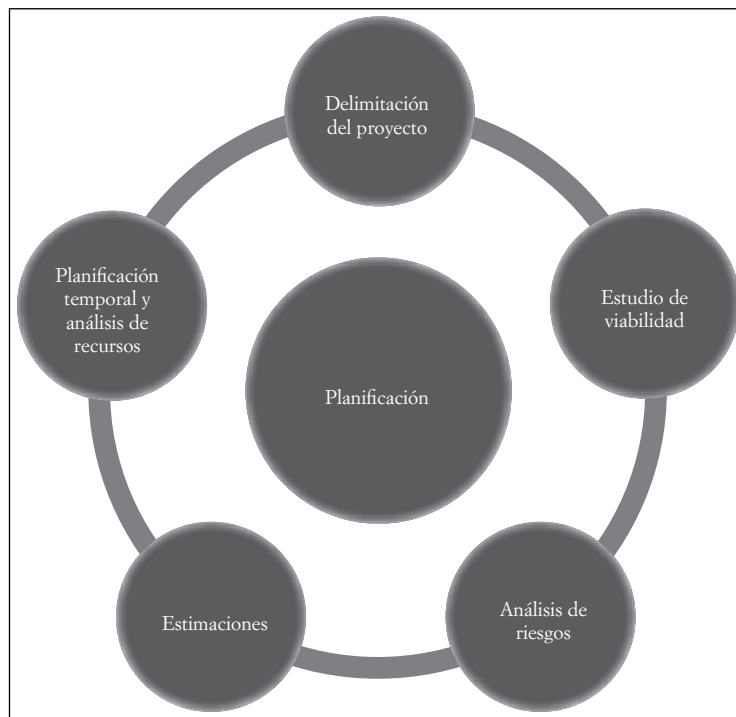 Delimitación
del proyecto
Estudio de
viabilidad
Análisis de
riesgos
Estimaciones
Planificación
temporal y
análisis de
recursos
Planificación